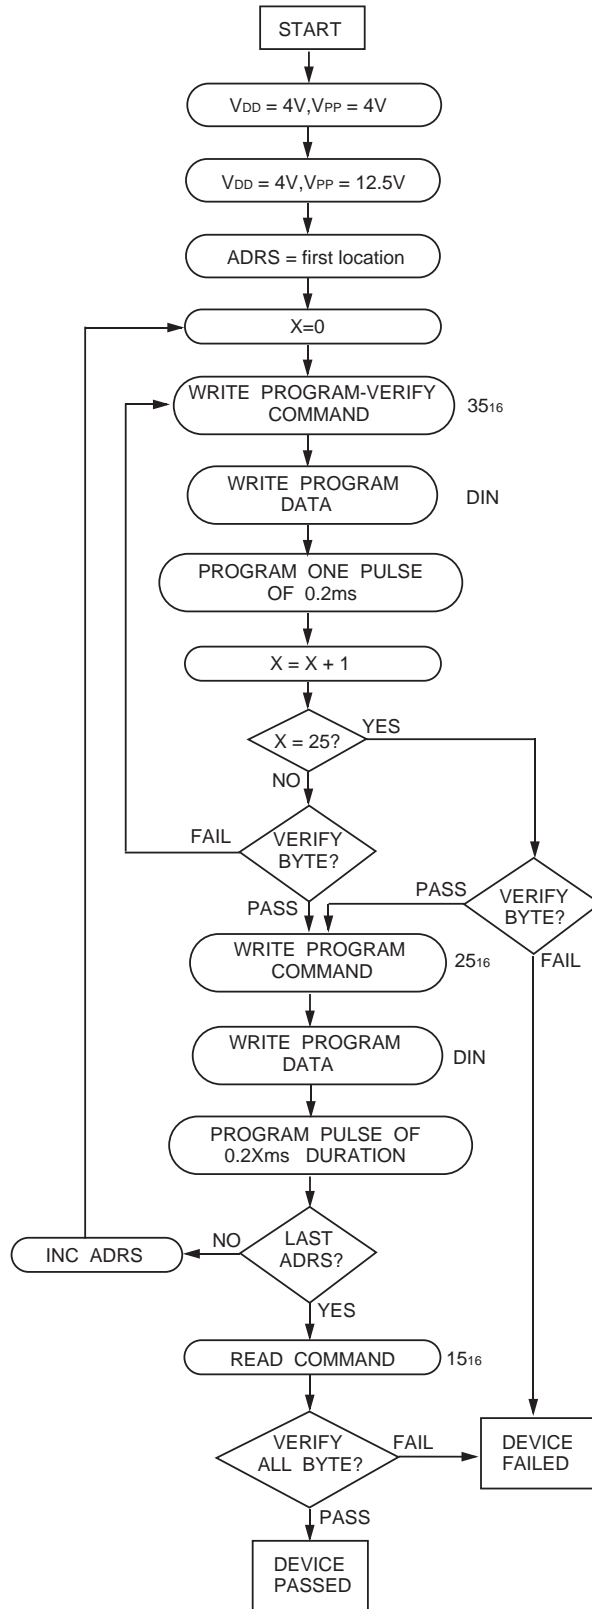 START
VDD = 4V,VPP = 4V
VDD = 4V,VPP = 12.5V
ADRS = first location
X=0
WRITE PROGRAM-VERIFY
COMMAND
35₁₆
WRITE PROGRAM
DATA
DIN
PROGRAM ONE PULSE
OF 0.2ms
X = X + 1
X = 25?
YES
NO
FAIL
VERIFY
BYTE?
PASS
PASS
VERIFY
BYTE?
FAIL
WRITE PROGRAM
COMMAND
25₁₆
WRITE PROGRAM
DATA
DIN
PROGRAM PULSE OF
0.2Xms DURATION
LAST
ADRS?
NO
INC ADRS
YES
READ COMMAND
15₁₆
VERIFY
ALL BYTE?
FAIL
DEVICE
FAILED
PASS
DEVICE
PASSED